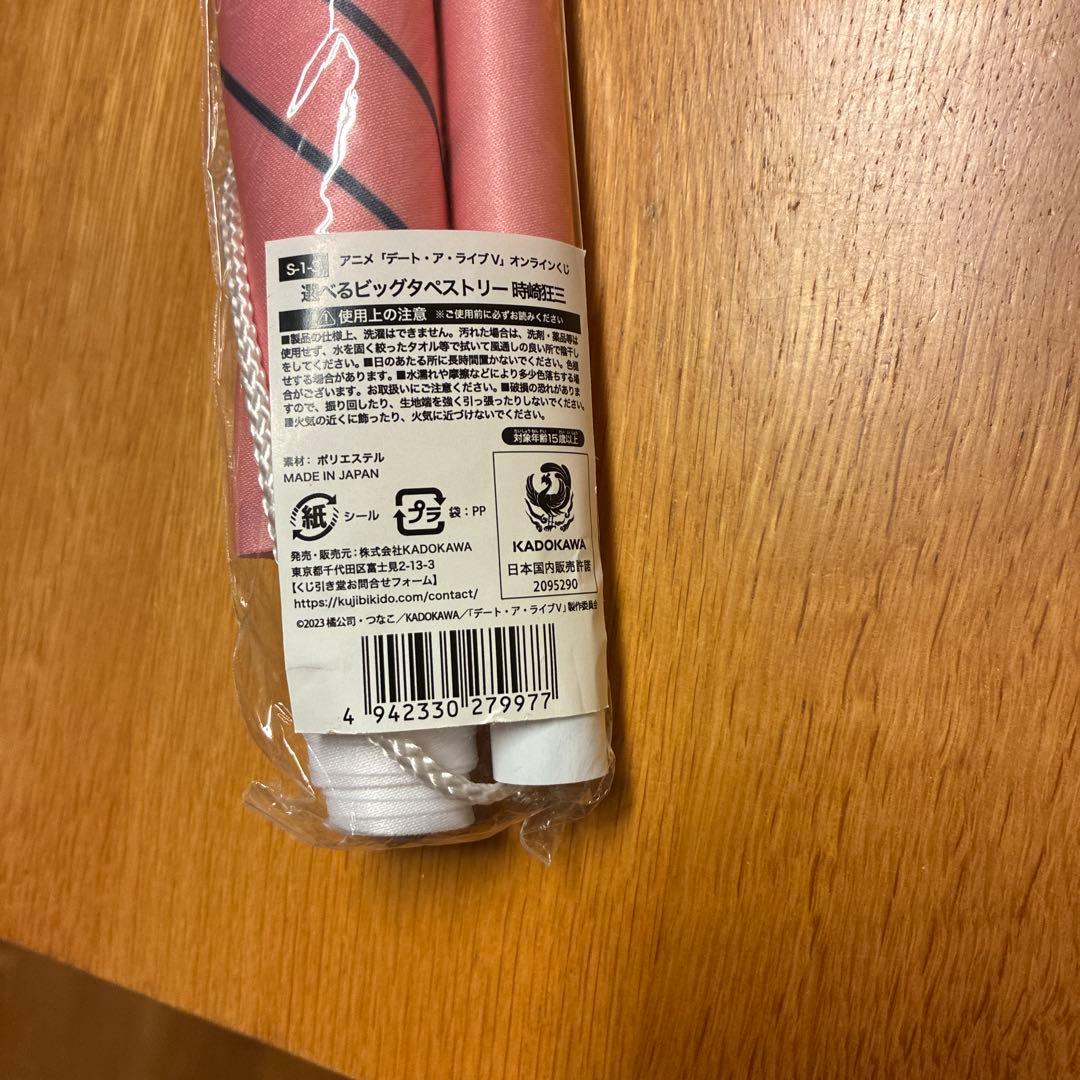 S-1-3 アニメ「デート・ア・ライブⅤ」オンラインくじ
選べるビッグタペストリー 時崎狂三
使用上の注意 ※ご使用前に必ずお読みください
■製品の仕様上、洗濯はできません。汚れた場合は、洗剤・薬品等は
使用せず、水を固く絞ったタオル等で拭いて風通しの良い所で陰干し
をしてください。■日のあたる所に長時間置かないでください。色褪
せする場合があります。■水濡れや摩擦などにより多少色落ちする場
合がございます。お取扱いにご注意ください。■破損の恐れがありま
すので、振り回したり、生地端を強く引っ張ったりしないでください。
■火気の近くに飾ったり、火気に近づけないでください。
たいしょうねんれい さい いじょう
対象年齢15歳以上
素材：ポリエステル
MADE IN JAPAN
紙 シール プラ 袋：PP
KADOKAWA
日本国内販売許諾
2095290
発売・販売元：株式会社KADOKAWA
東京都千代田区富士見2-13-3
【くじ引き堂お問合せフォーム】
https://kujibikido.com/contact/
©2023 橘公司・つなこ／KADOKAWA／「デート・ア・ライブⅤ」製作委員会
4 942330 279977